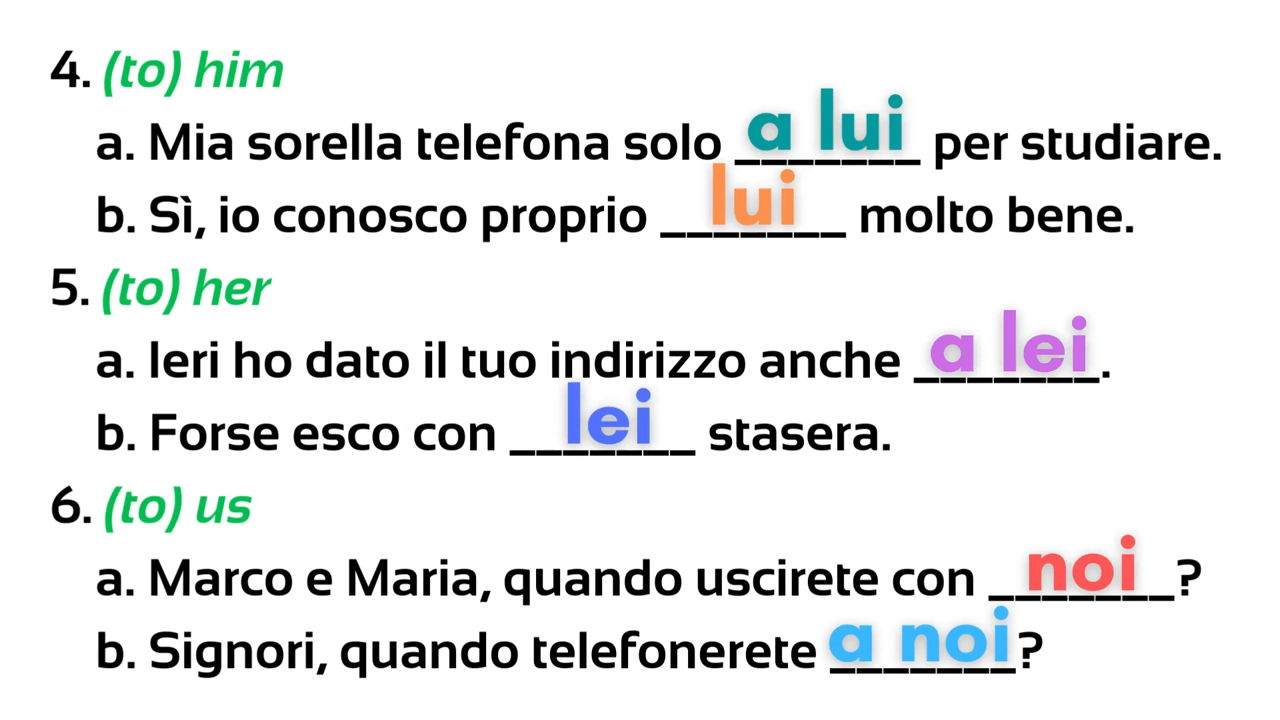 4. (to) him
a. Mia sorella telefona solo a lui per studiare.
b. Sì, io conosco proprio lui molto bene.
5. (to) her
a. Ieri ho dato il tuo indirizzo anche a lei.
b. Forse esco con lei stasera.
6. (to) us
a. Marco e Maria, quando uscirete con noi?
b. Signori, quando telefonerete a noi?